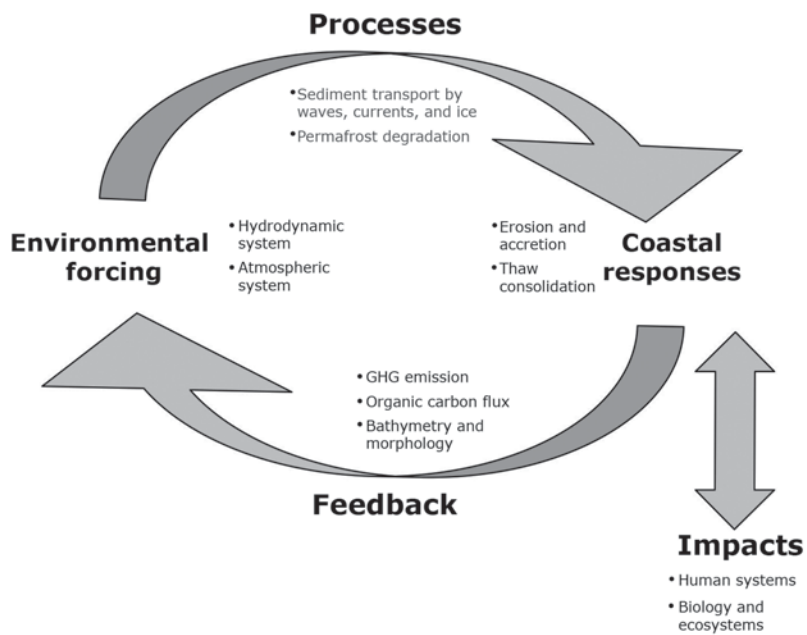 Processes
• Sediment transport by
waves, currents, and ice
• Permafrost degradation
Environmental
forcing
• Hydrodynamic
system
• Atmospheric
system
• Erosion and
accretion
• Thaw
consolidation
Coastal
responses
• GHG emission
• Organic carbon flux
• Bathymetry and
morphology
Feedback
Impacts
• Human systems
• Biology and
ecosystems